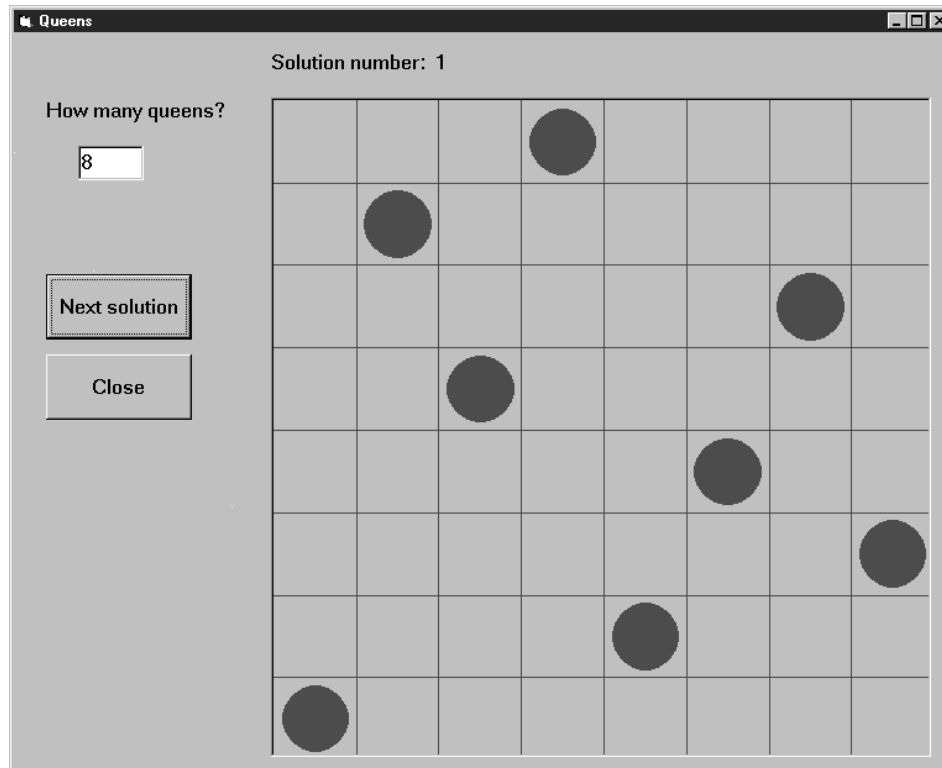 Queens
Solution number: 1
How many queens?
8
Next solution
Close